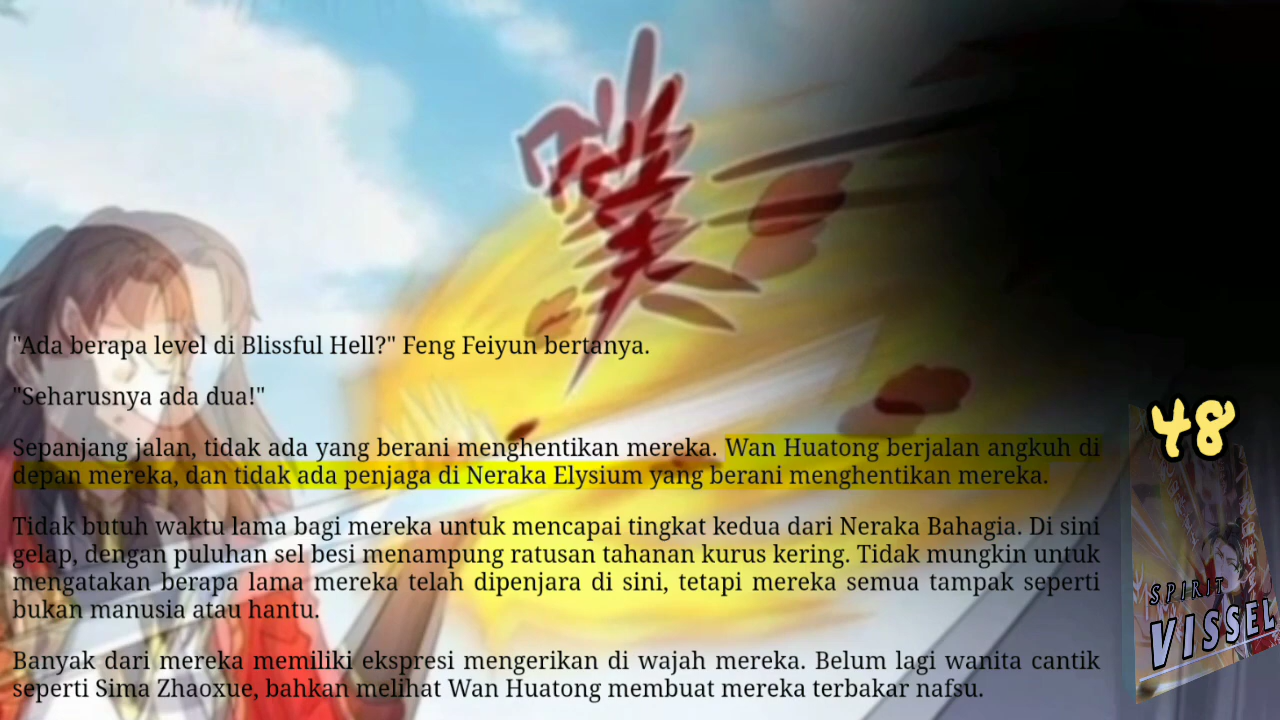 噗
"Ada berapa level di Blissful Hell?" Feng Feiyun bertanya.
"Seharusnya ada dua!"
Sepanjang jalan, tidak ada yang berani menghentikan mereka. Wan Huatong berjalan angkuh di
depan mereka, dan tidak ada penjaga di Neraka Elysium yang berani menghentikan mereka.
Tidak butuh waktu lama bagi mereka untuk mencapai tingkat kedua dari Neraka Bahagia. Di sini
gelap, dengan puluhan sel besi menampung ratusan tahanan kurus kering. Tidak mungkin untuk
mengatakan berapa lama mereka telah dipenjara di sini, tetapi mereka semua tampak seperti
bukan manusia atau hantu.
Banyak dari mereka memiliki ekspresi mengerikan di wajah mereka. Belum lagi wanita cantik
seperti Sima Zhaoxue, bahkan melihat Wan Huatong membuat mereka terbakar nafsu.
48
SPIRIT
VISSEL